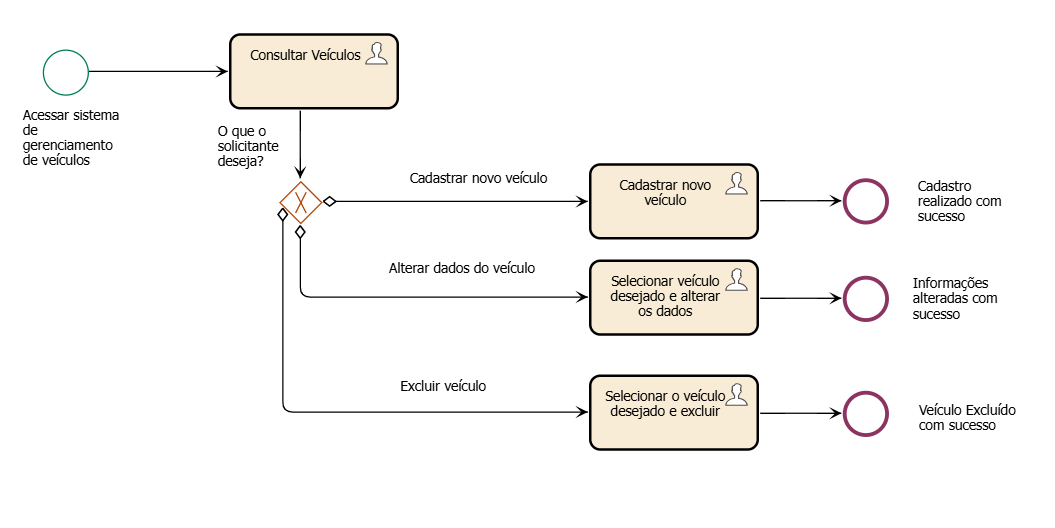 Consultar Veículos
Acessar sistema
de
gerenciamento
de veículos
O que o
solicitante
deseja?
Cadastrar novo veículo
Cadastrar novo
veículo
Cadastro
realizado com
sucesso
Alterar dados do veículo
Selecionar veículo
desejado e alterar
os dados
Informações
alteradas com
sucesso
Excluir veículo
Selecionar o veículo
desejado e excluir
Veículo Excluído
com sucesso